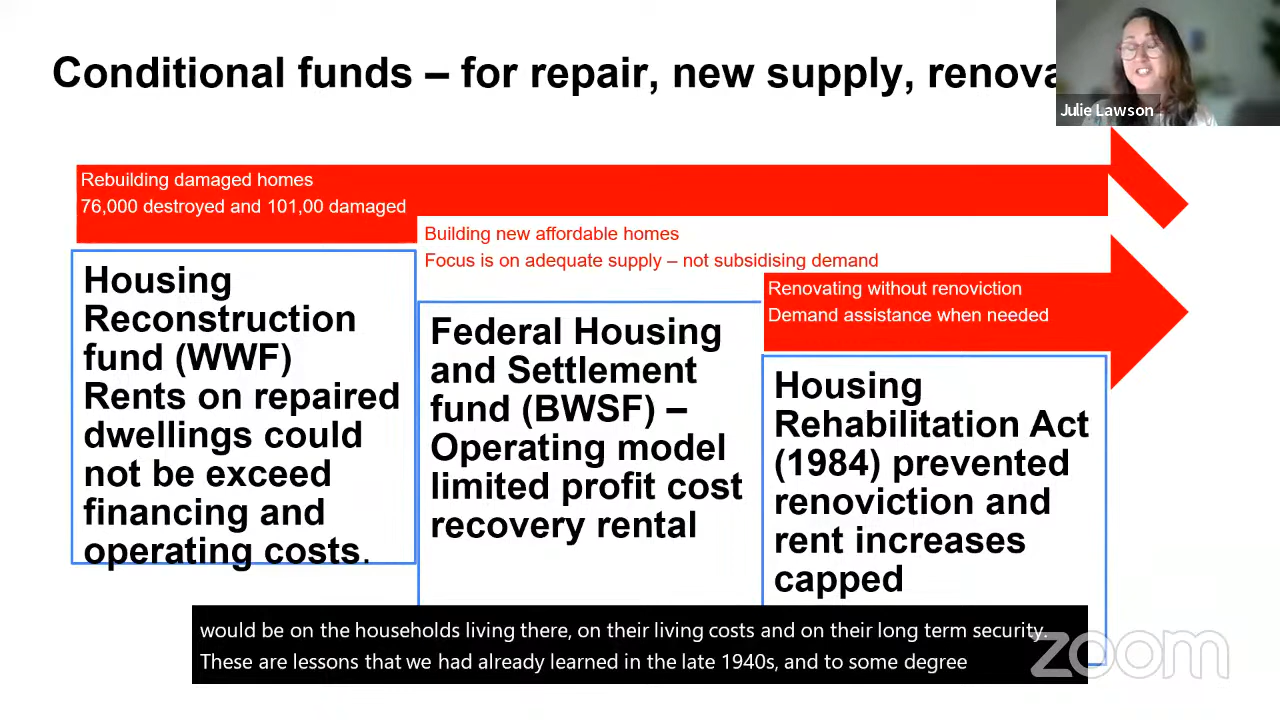 Conditional funds – for repair, new supply, renova
Julie Lawson
Rebuilding damaged homes
76,000 destroyed and 101,00 damaged
Building new affordable homes
Focus is on adequate supply – not subsidising demand
Renovating without renoviction
Demand assistance when needed
Housing
Reconstruction
fund (WWF)
Rents on repaired
dwellings could
not be exceed
financing and
operating costs.
Federal Housing
and Settlement
fund (BWSF) –
Operating model
limited profit cost
recovery rental
Housing
Rehabilitation Act
(1984) prevented
renoviction and
rent increases
capped
would be on the households living there, on their living costs and on their long term security.
These are lessons that we had already learned in the late 1940s, and to some degree
zoom